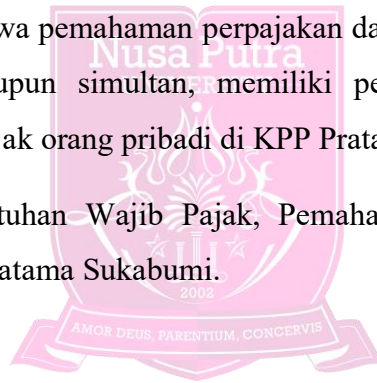 wa pemahaman perpajakan da
Nusa Putra
upun simultan, memiliki pe
ak orang pribadi di KPP Prata
tuhan Wajib Pajak, Pemaha
atama Sukabumi.
2002
AMOR DEUS, PARENTIUM, CONCERVIS